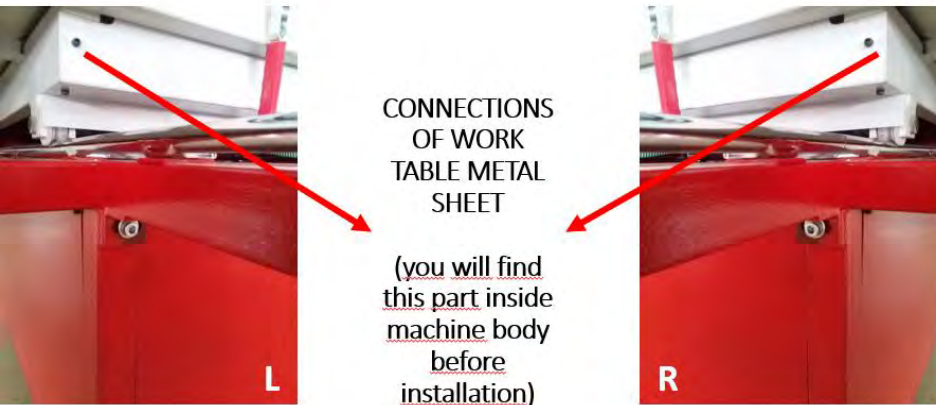 CONNECTIONS
OF WORK
TABLE METAL
SHEET
(you will find
this part inside
machine body
before
installation)
L
R